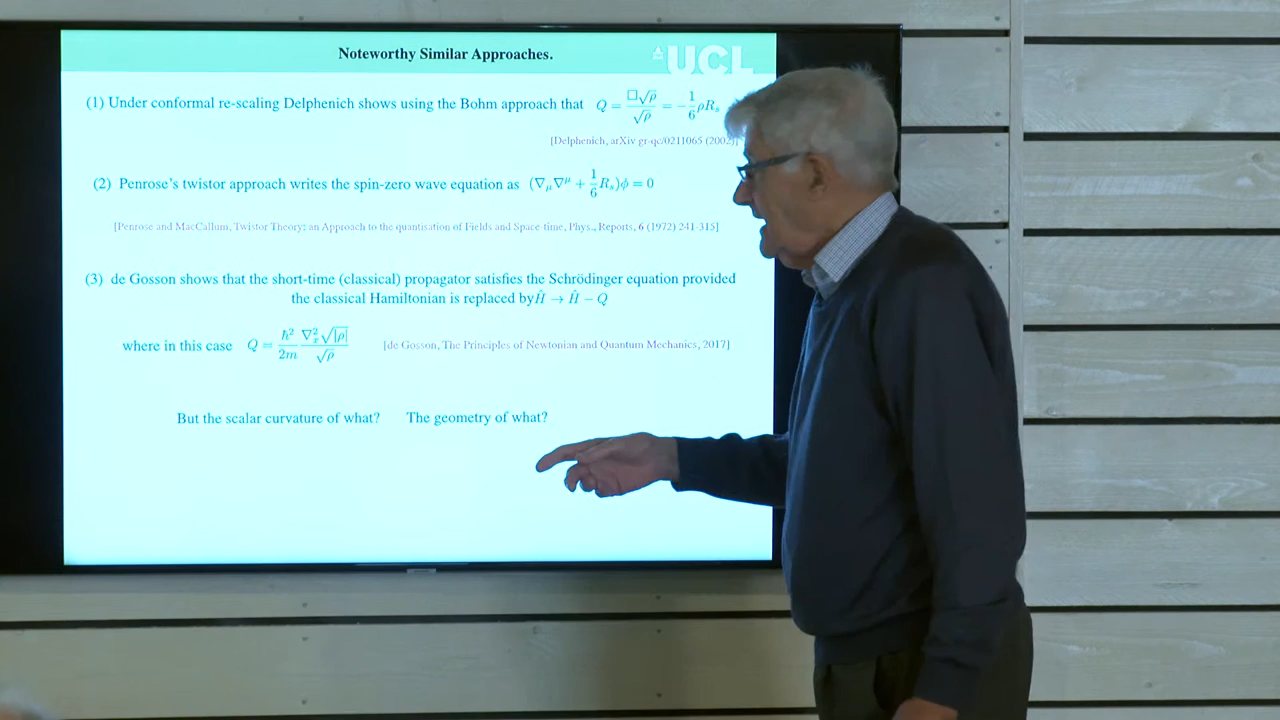 Noteworthy Similar Approaches.
UCL
(1) Under conformal re-scaling Delphenich shows using the Bohm approach that Q = □√ρ / √ρ = −1/6 ρR_s
[Delphenich, arXiv gr-qc/0211065 (2002)]
(2) Penrose's twistor approach writes the spin-zero wave equation as (∇_μ∇^μ + 1/6 R_s)ϕ = 0
[Penrose and MacCallum, Twistor Theory: an Approach to the quantisation of Fields and Space-time, Phys., Reports, 6 (1972) 241-315]
(3) de Gosson shows that the short-time (classical) propagator satisfies the Schrödinger equation provided
the classical Hamiltonian is replaced by Ĥ → Ĥ − Q
where in this case Q = ħ²/2m ∇²_x √|ρ| / √ρ [de Gosson, The Principles of Newtonian and Quantum Mechanics, 2017]
But the scalar curvature of what? The geometry of what?